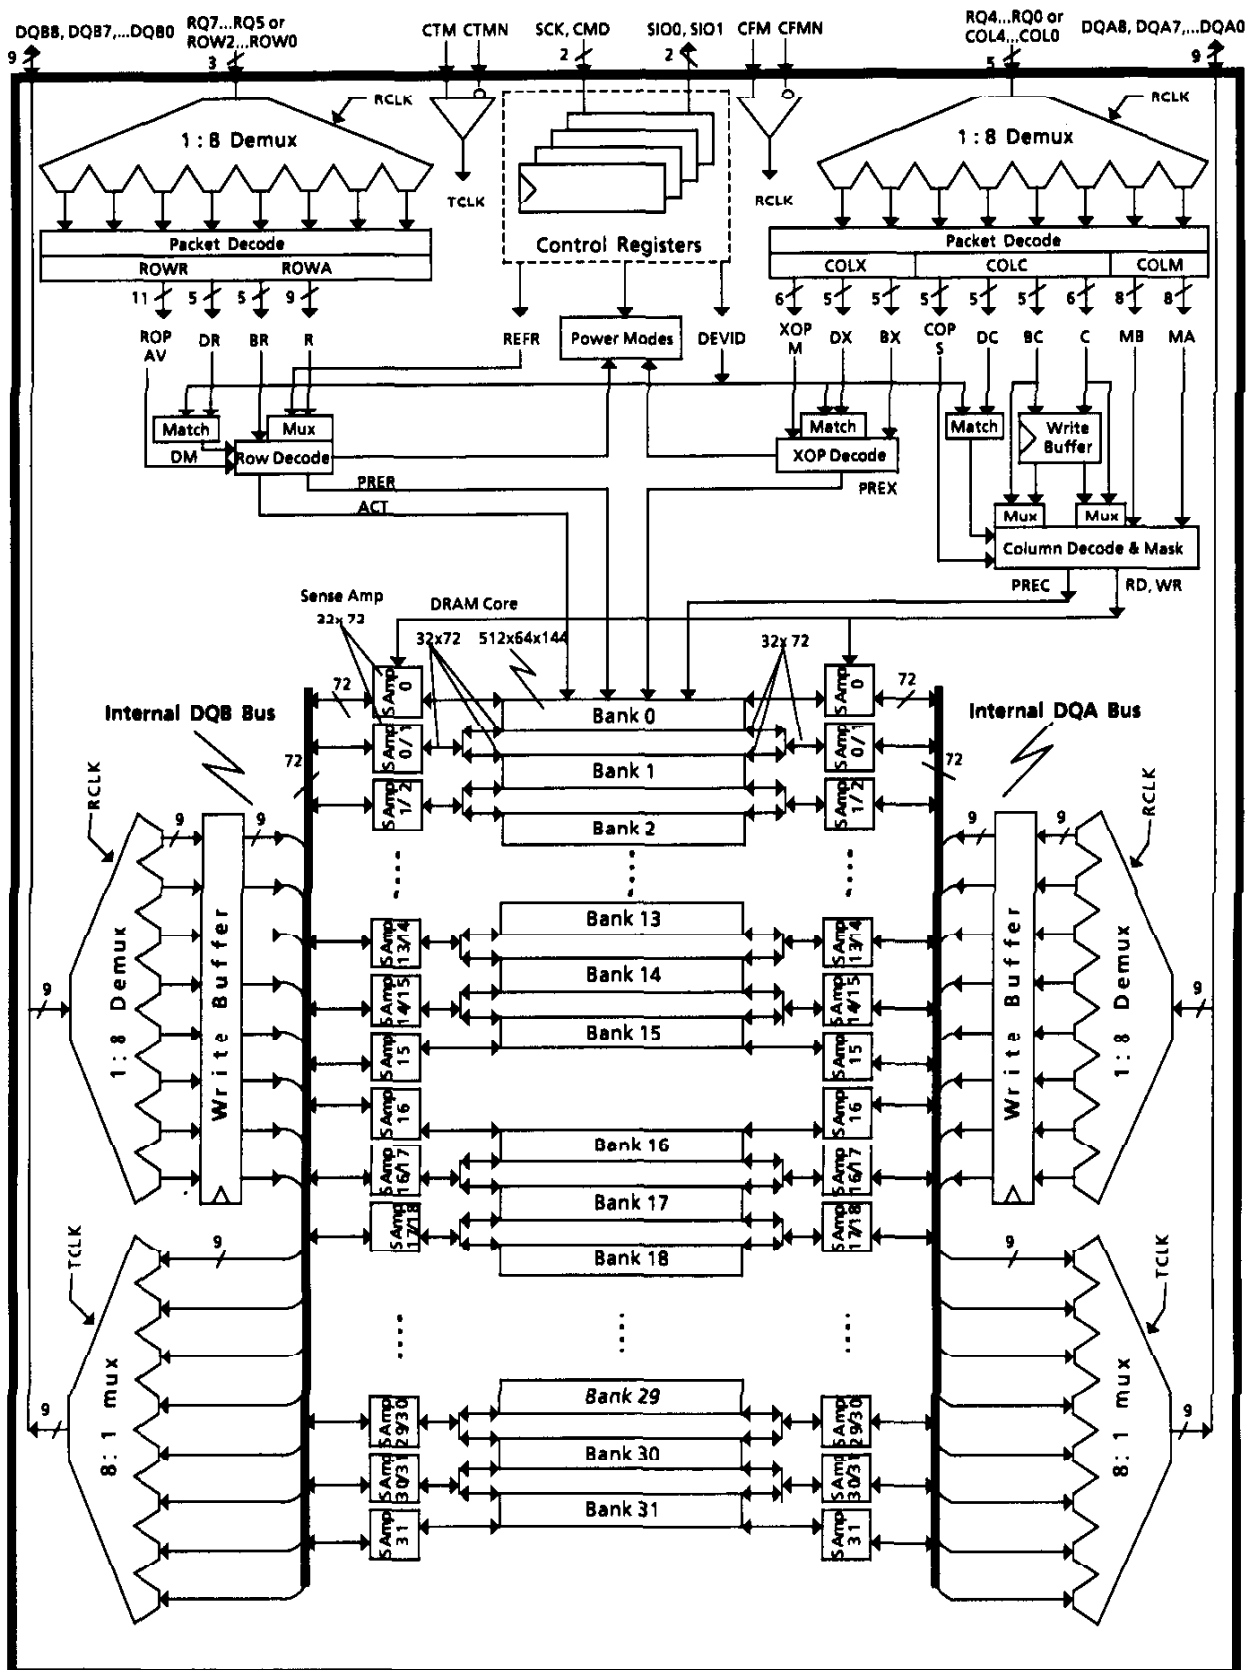 DQB8, DQB7,...DQB0
RQ7...RQ5 or
ROW2...ROW0
CTM CTMN
SCK, CMD
SIO0, SIO1
CFM CFMN
RQ4...RQ0 or
COL4...COL0
DQA8, DQA7,...DQA0
9
3
2
2
5
9
RCLK
1 : 8 Demux
TCLK
Control Registers
RCLK
RCLK
1 : 8 Demux
Packet Decode
ROWR
ROWA
Packet Decode
COLX
COLC
COLM
11
5
5
9
6
5
5
5
5
5
6
8
8
ROP
AV
DR
BR
R
REFR
Power Modes
DEVID
XOP
M
DX
BX
COP
S
DC
BC
C
MB
MA
Match
Mux
DM
Row Decode
Match
XOP Decode
Match
Write
Buffer
PRER
ACT
PREX
Mux
Mux
Column Decode & Mask
PREC
RD, WR
Sense Amp
32x 72
DRAM Core
32x72
512x64x144
32x 72
72
SAmp
0
Bank 0
SAmp
0
72
Internal DQB Bus
Internal DQA Bus
SAmp
0/1
SAmp
0/1
72
Bank 1
72
SAmp
1/2
Bank 2
SAmp
1/2
RCLK
RCLK
9
9
9
9
1 : 8 Demux
Write Buffer
Write Buffer
1 : 8 Demux
9
9
Bank 13
SAmp
13/14
SAmp
13/14
Bank 14
SAmp
14/15
SAmp
14/15
Bank 15
SAmp
15
SAmp
15
SAmp
16
SAmp
16
Bank 16
SAmp
16/17
SAmp
16/17
Bank 17
SAmp
17/18
SAmp
17/18
Bank 18
TCLK
9
9
TCLK
8 : 1 mux
8 : 1 mux
9
9
Bank 29
SAmp
29/30
SAmp
29/30
Bank 30
SAmp
30/31
SAmp
30/31
Bank 31
SAmp
31
SAmp
31